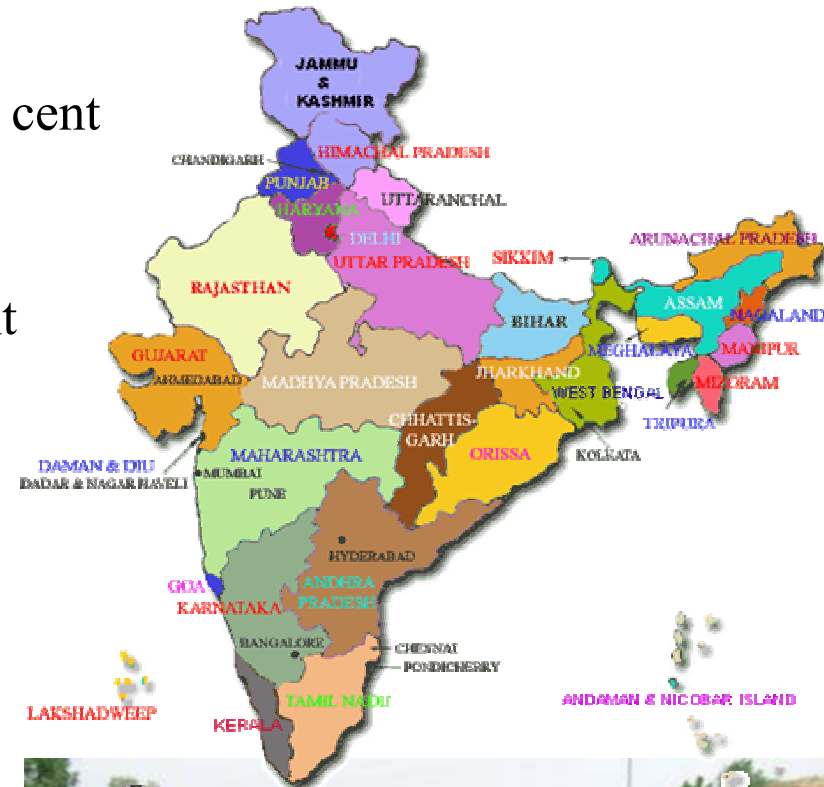 JAMMU
&
KASHMIR
cent
CHANDIGARH
HIMACHAL PRADESH
PUNJAB
UTTARANCHAL
HARYANA
DELHI
ARUNACHAL PRADESH
SIKKIM
UTTAR PRADESH
RAJASTHAN
ASSAM
NAGALAND
t
BIHAR
MEGHALAYA
MANIPUR
GUJARAT
AHMEDABAD
MADHYA PRADESH
JHARKHAND
WEST BENGAL
MIZORAM
CHHATTIS-
GARH
TRIPURA
MAHARASHTRA
ORISSA
KOLKATA
DAMAN & DIU
DADAR & NAGAR HAVELI
MUMBAI
PUNE
HYDERABAD
GOA
ANDHRA
PRADESH
KARNATAKA
BANGALORE
CHENNAI
PONDICHERRY
LAKSHADWEEP
TAMIL NADU
ANDAMAN & NICOBAR ISLAND
KERALA